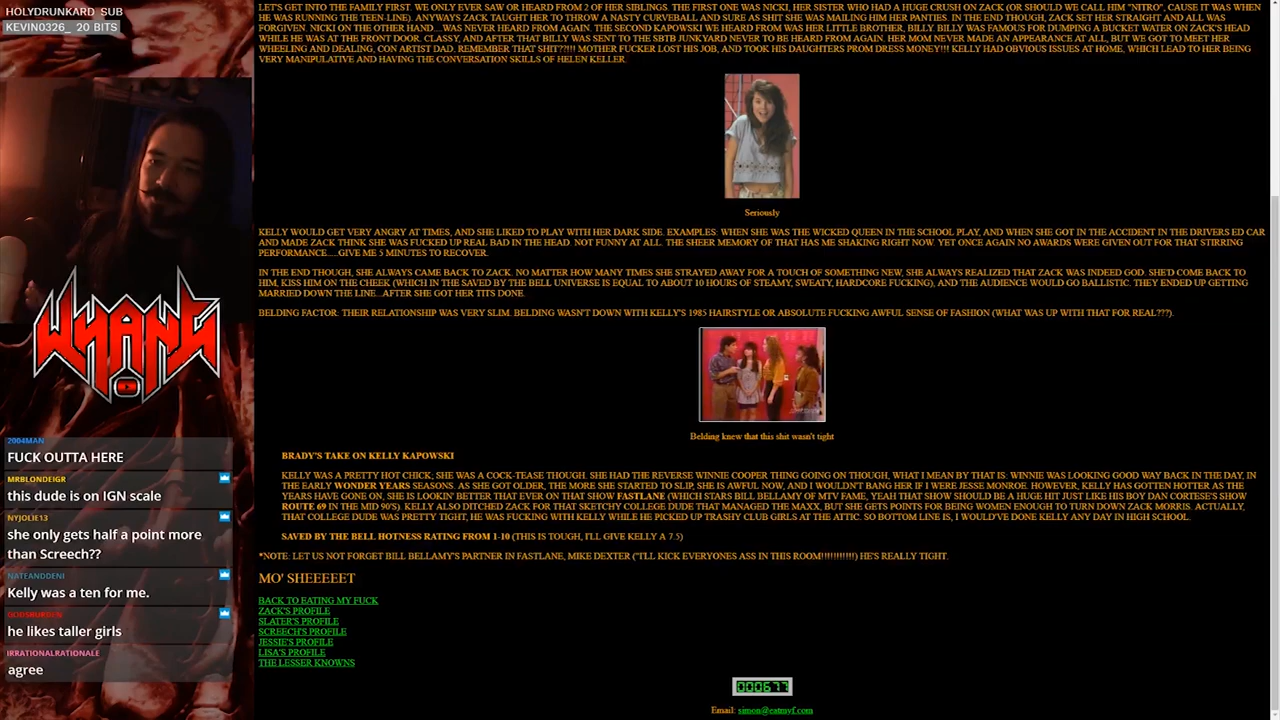 HOLYDRUNKARD_SUB
KEVIN0326_ 20 BITS
LET'S GET INTO THE FAMILY FIRST. WE ONLY EVER SAW OR HEARD FROM 2 OF HER SIBLINGS. THE FIRST ONE WAS NICKI, HER SISTER WHO HAD A HUGE CRUSH ON ZACK (OR SHOULD WE CALL HIM "NITRO", CAUSE IT WAS WHEN
HE WAS RUNNING THE TEEN-LINE). ANYWAYS ZACK TAUGHT HER TO THROW A NASTY CURVEBALL AND SURE AS SHIT SHE WAS MAILING HIM HER PANTIES. IN THE END THOUGH, ZACK SET HER STRAIGHT AND ALL WAS
FORGIVEN. NICKI ON THE OTHER HAND....WAS NEVER HEARD FROM AGAIN. THE SECOND KAPOWSKI WE HEARD FROM WAS HER LITTLE BROTHER, BILLY. BILLY WAS FAMOUS FOR DUMPING A BUCKET WATER ON ZACK'S HEAD
WHILE HE WAS AT THE FRONT DOOR. CLASSY, AND AFTER THAT BILLY WAS SENT TO THE SBTB JUNKYARD NEVER TO BE HEARD FROM AGAIN. HER MOM NEVER MADE AN APPEARANCE AT ALL, BUT WE GOT TO MEET HER
WHEELING AND DEALING, CON ARTIST DAD. REMEMBER THAT SHIT??!!! MOTHER FUCKER LOST HIS JOB, AND TOOK HIS DAUGHTERS PROM DRESS MONEY!!! KELLY HAD OBVIOUS ISSUES AT HOME, WHICH LEAD TO HER BEING
VERY MANIPULATIVE AND HAVING THE CONVERSATION SKILLS OF HELEN KELLER.
Seriously
KELLY WOULD GET VERY ANGRY AT TIMES, AND SHE LIKED TO PLAY WITH HER DARK SIDE. EXAMPLES: WHEN SHE WAS THE WICKED QUEEN IN THE SCHOOL PLAY, AND WHEN SHE GOT IN THE ACCIDENT IN THE DRIVERS ED CAR
AND MADE ZACK THINK SHE WAS FUCKED UP REAL BAD IN THE HEAD. NOT FUNNY AT ALL. THE SHEER MEMORY OF THAT HAS ME SHAKING RIGHT NOW. YET ONCE AGAIN NO AWARDS WERE GIVEN OUT FOR THAT STIRRING
PERFORMANCE.....GIVE ME 5 MINUTES TO RECOVER.
IN THE END THOUGH, SHE ALWAYS CAME BACK TO ZACK. NO MATTER HOW MANY TIMES SHE STRAYED AWAY FOR A TOUCH OF SOMETHING NEW, SHE ALWAYS REALIZED THAT ZACK WAS INDEED GOD. SHE'D COME BACK TO
HIM, KISS HIM ON THE CHEEK (WHICH IN THE SAVED BY THE BELL UNIVERSE IS EQUAL TO ABOUT 10 HOURS OF STEAMY, SWEATY, HARDCORE FUCKING), AND THE AUDIENCE WOULD GO BALLISTIC. THEY ENDED UP GETTING
MARRIED DOWN THE LINE...AFTER SHE GOT HER TITS DONE.
BELDING FACTOR: THEIR RELATIONSHIP WAS VERY SLIM. BELDING WASN'T DOWN WITH KELLY'S 1985 HAIRSTYLE OR ABSOLUTE FUCKING AWFUL SENSE OF FASHION (WHAT WAS UP WITH THAT FOR REAL???).
WHANG
Belding knew that this shit wasn't tight
BRADY'S TAKE ON KELLY KAPOWSKI
KELLY WAS A PRETTY HOT CHICK; SHE WAS A COCK-TEASE THOUGH. SHE HAD THE REVERSE WINNIE COOPER THING GOING ON THOUGH, WHAT I MEAN BY THAT IS: WINNIE WAS LOOKING GOOD WAY BACK IN THE DAY, IN
THE EARLY WONDER YEARS SEASONS. AS SHE GOT OLDER, THE MORE SHE STARTED TO SLIP, SHE IS AWFUL NOW, AND I WOULDN'T BANG HER IF I WERE JESSE MONROE. HOWEVER, KELLY HAS GOTTEN HOTTER AS THE
YEARS HAVE GONE ON, SHE IS LOOKIN' BETTER THAT EVER ON THAT SHOW FASTLANE (WHICH STARS BILL BELLAMY OF MTV FAME, YEAH THAT SHOW SHOULD BE A HUGE HIT JUST LIKE HIS BOY DAN CORTESE'S SHOW
ROUTE 69 IN THE MID 90'S). KELLY ALSO DITCHED ZACK FOR THAT SKETCHY COLLEGE DUDE THAT MANAGED THE MAXX, BUT SHE GETS POINTS FOR BEING WOMEN ENOUGH TO TURN DOWN ZACK MORRIS. ACTUALLY,
THAT COLLEGE DUDE WAS PRETTY TIGHT, HE WAS FUCKING WITH KELLY WHILE HE PICKED UP TRASHY CLUB GIRLS AT THE ATTIC. SO BOTTOM LINE IS, I WOULD'VE DONE KELLY ANY DAY IN HIGH SCHOOL.
SAVED BY THE BELL HOTNESS RATING FROM 1-10 (THIS IS TOUGH, I'LL GIVE KELLY A 7.5)
*NOTE: LET US NOT FORGET BILL BELLAMY'S PARTNER IN FASTLANE, MIKE DEXTER ("I'LL KICK EVERYONES ASS IN THIS ROOM!!!!!!!!!!!) HE'S REALLY TIGHT.
MO' SHEEEEET
BACK TO EATING MY FUCK
ZACK'S PROFILE
SLATER'S PROFILE
SCREECH'S PROFILE
JESSIE'S PROFILE
LISA'S PROFILE
THE LESSER KNOWNS
000677
Email: simon@eatmyf.com
2004MAN
FUCK OUTTA HERE
MRBLONDEIGR
this dude is on IGN scale
NYJOLIE13
she only gets half a point more
than Screech??
NATEANDDENI
Kelly was a ten for me.
he likes taller girls
IRRATIONALRATIONALE
agree